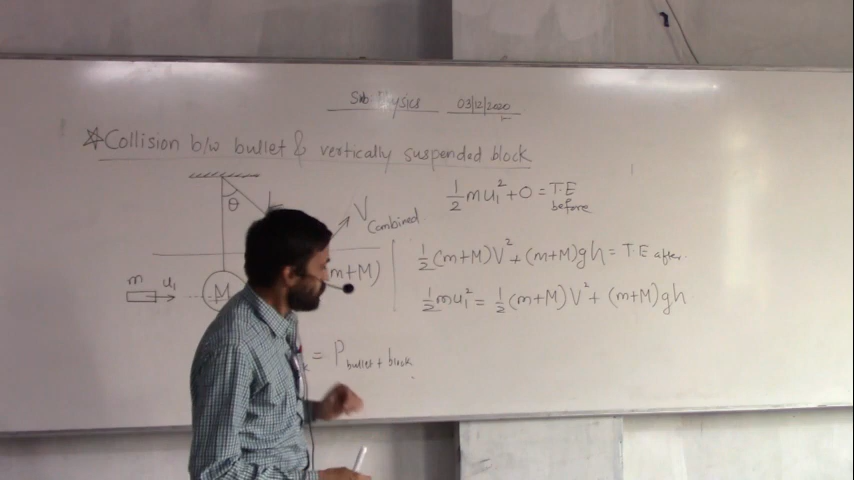 Sub Physics 03/12/2020
☆Collision b/w bullet & vertically suspended block
θ
V Combined
(m+M)
m u₁
M
= P bullet + block
½mu₁² + 0 = T.E before
½(m+M)V² + (m+M)gh = T.E after.
½mu₁² = ½(m+M)V² + (m+M)gh